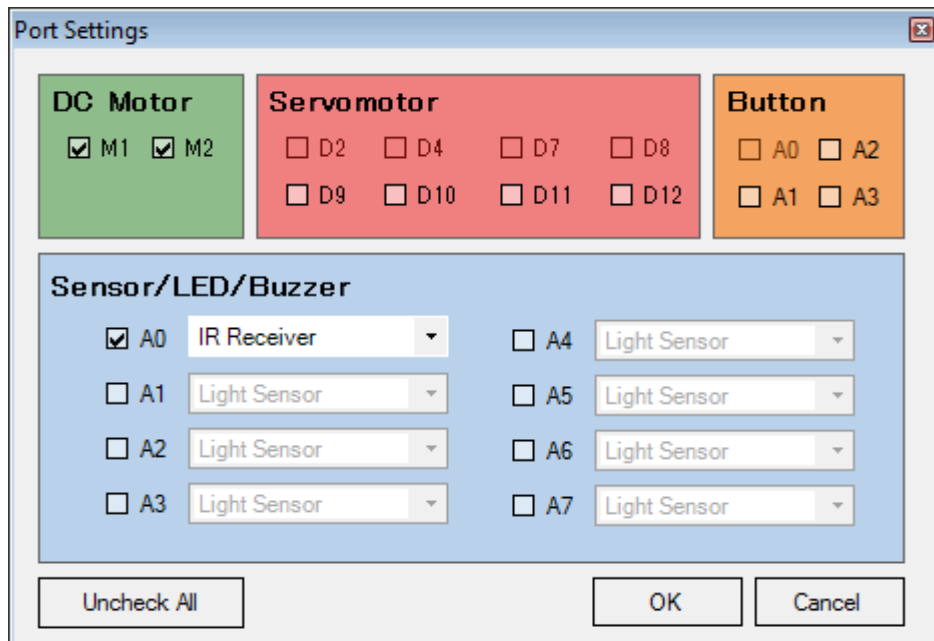 Port Settings
DC Motor
M1 M2
Servomotor
D2 D4 D7 D8
D9 D10 D11 D12
Button
A0 A2
A1 A3
Sensor/LED/Buzzer
A0 IR Receiver
A1 Light Sensor
A2 Light Sensor
A3 Light Sensor
A4 Light Sensor
A5 Light Sensor
A6 Light Sensor
A7 Light Sensor
Uncheck All
OK
Cancel